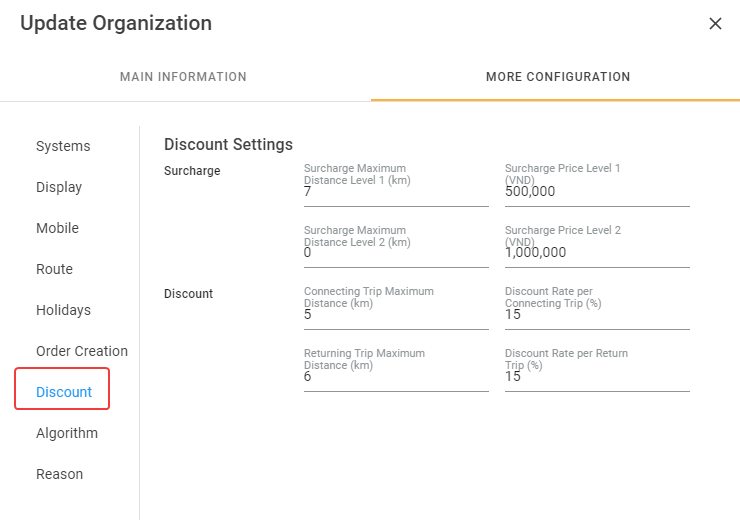 Update Organization
MAIN INFORMATION
MORE CONFIGURATION
Systems
Display
Mobile
Route
Holidays
Order Creation
Discount
Algorithm
Reason
Discount Settings
Surcharge
Surcharge Maximum
Distance Level 1 (km)
7
Surcharge Price Level 1
(VND)
500,000
Surcharge Maximum
Distance Level 2 (km)
0
Surcharge Price Level 2
(VND)
1,000,000
Discount
Connecting Trip Maximum
Distance (km)
5
Discount Rate per
Connecting Trip (%)
15
Returning Trip Maximum
Distance (km)
6
Discount Rate per Return
Trip (%)
15